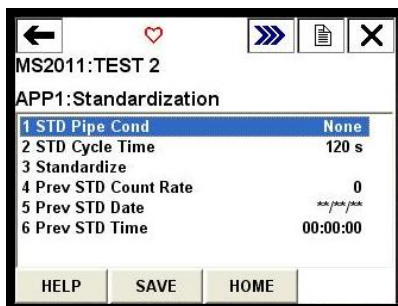 MS2011:TEST 2
APP1:Standardization
1 STD Pipe Cond None
2 STD Cycle Time 120 s
3 Standardize
4 Prev STD Count Rate 0
5 Prev STD Date **/**/**
6 Prev STD Time 00:00:00
HELP SAVE HOME